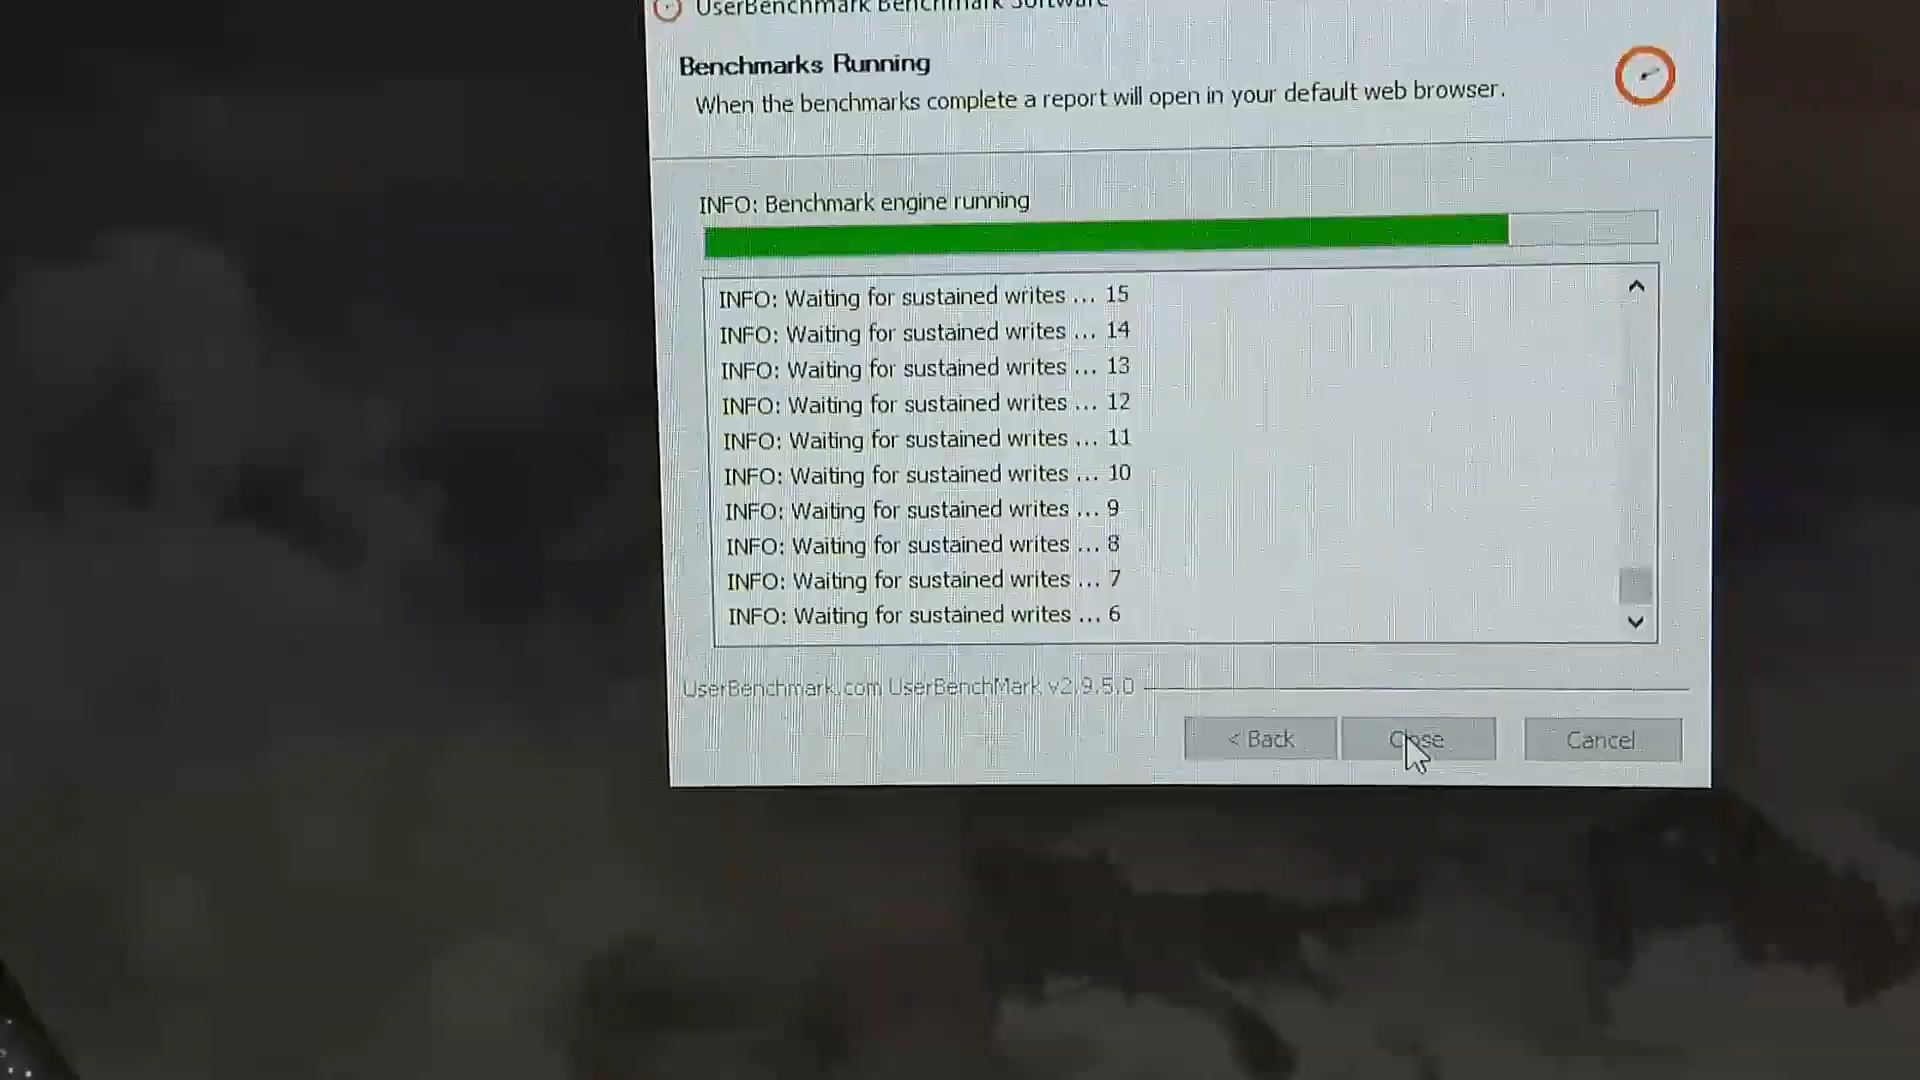 UserBenchmark Benchmark Software
Benchmarks Running
When the benchmarks complete a report will open in your default web browser.
INFO: Benchmark engine running
INFO: Waiting for sustained writes ... 15
INFO: Waiting for sustained writes ... 14
INFO: Waiting for sustained writes ... 13
INFO: Waiting for sustained writes ... 12
INFO: Waiting for sustained writes ... 11
INFO: Waiting for sustained writes ... 10
INFO: Waiting for sustained writes ... 9
INFO: Waiting for sustained writes ... 8
INFO: Waiting for sustained writes ... 7
INFO: Waiting for sustained writes ... 6
UserBenchmark.com UserBenchMark v2.9.5.0
< Back Close Cancel